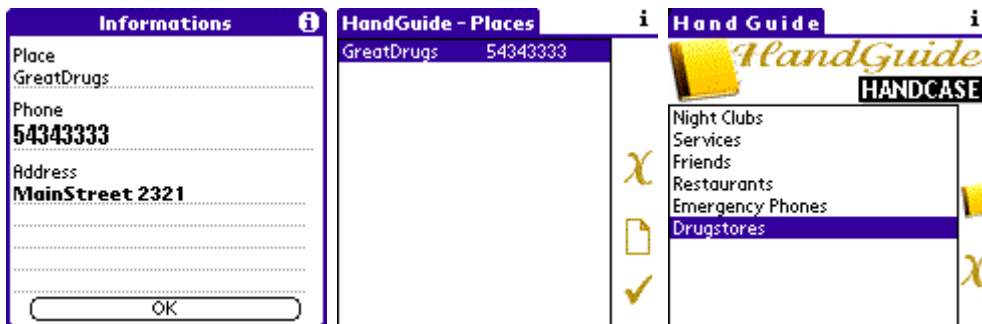 Informations i
Place
GreatDrugs
Phone
54343333
Address
MainStreet 2321
OK
HandGuide - Places i
GreatDrugs 54343333
Hand Guide i
HandGuide
HANDCASE
Night Clubs
Services
Friends
Restaurants
Emergency Phones
Drugstores